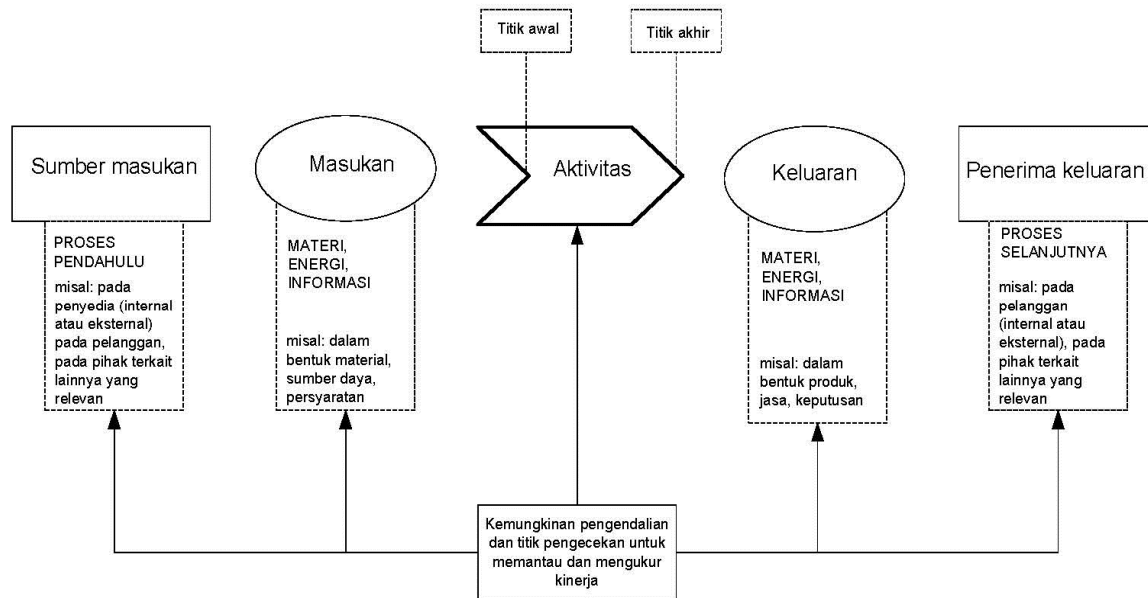 Titik awal
Titik akhir
Sumber masukan
Masukan
Aktivitas
Keluaran
Penerima keluaran
PROSES
PENDAHULU
misal: pada
penyedia (internal
atau eksternal)
pada pelanggan,
pada pihak terkait
lainnya yang
relevan
MATERI,
ENERGI,
INFORMASI
misal: dalam
bentuk material,
sumber daya,
persyaratan
MATERI,
ENERGI,
INFORMASI
misal: dalam
bentuk produk,
jasa, keputusan
PROSES
SELANJUTNYA
misal: pada
pelanggan
(internal atau
eksternal), pada
pihak terkait
lainnya yang
relevan
Kemungkinan pengendalian
dan titik pengecekan untuk
memantau dan mengukur
kinerja